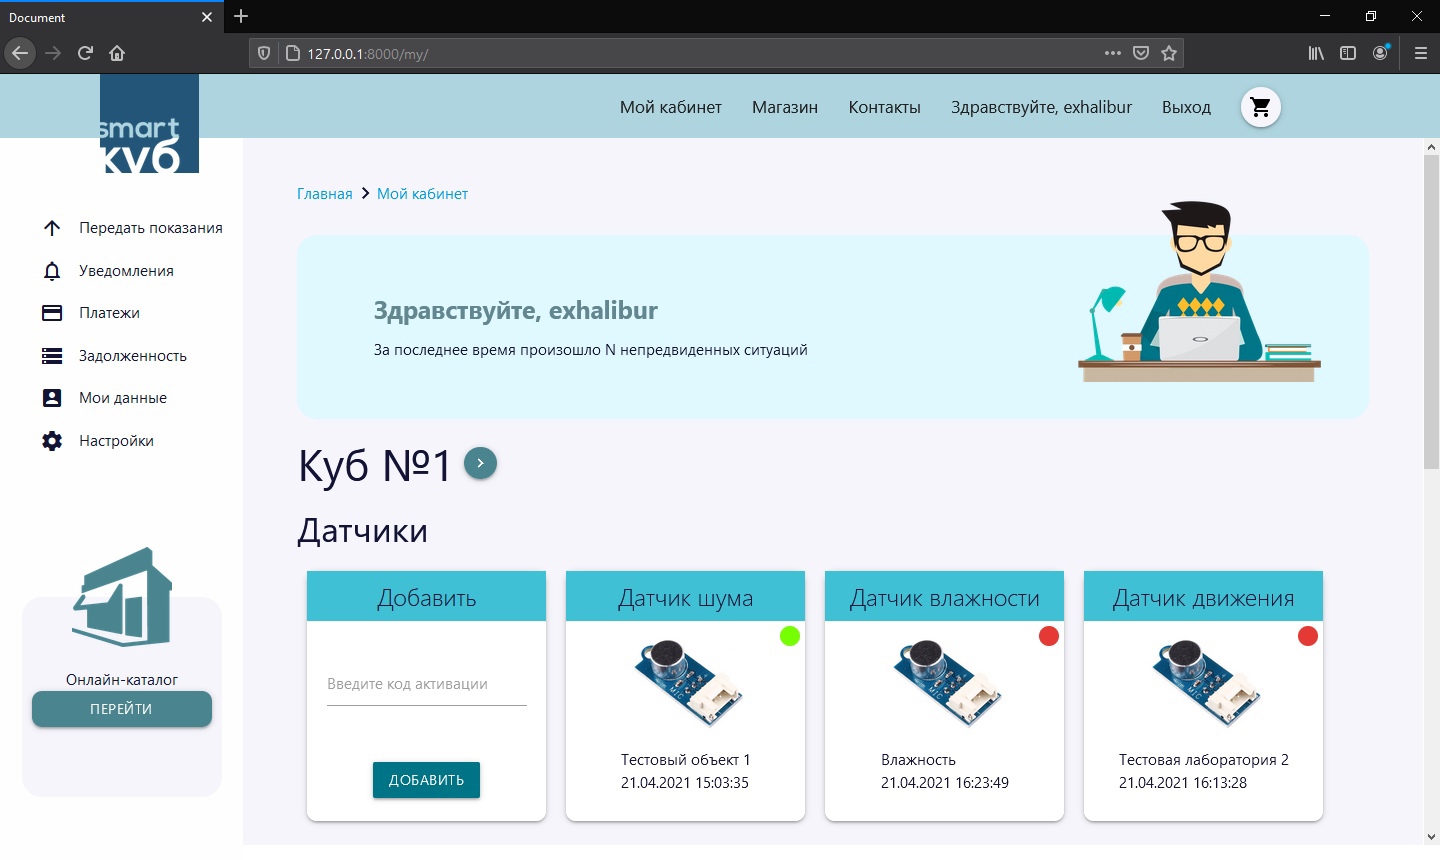 Document
127.0.0.1:8000/my/
Мой кабинет
Магазин
Контакты
Здравствуйте, exhalibur
Выход
smart
куб
Передать показания
Уведомления
Платежи
Задолженность
Мои данные
Настройки
Онлайн-каталог
ПЕРЕЙТИ
Главная
Мой кабинет
Здравствуйте, exhalibur
За последнее время произошло N непредвиденных ситуаций
Куб №1
Датчики
Добавить
Введите код активации
ДОБАВИТЬ
Датчик шума
MIC
Тестовый объект 1
21.04.2021 15:03:35
Датчик влажности
MIC
Влажность
21.04.2021 16:23:49
Датчик движения
MIC
Тестовая лаборатория 2
21.04.2021 16:13:28